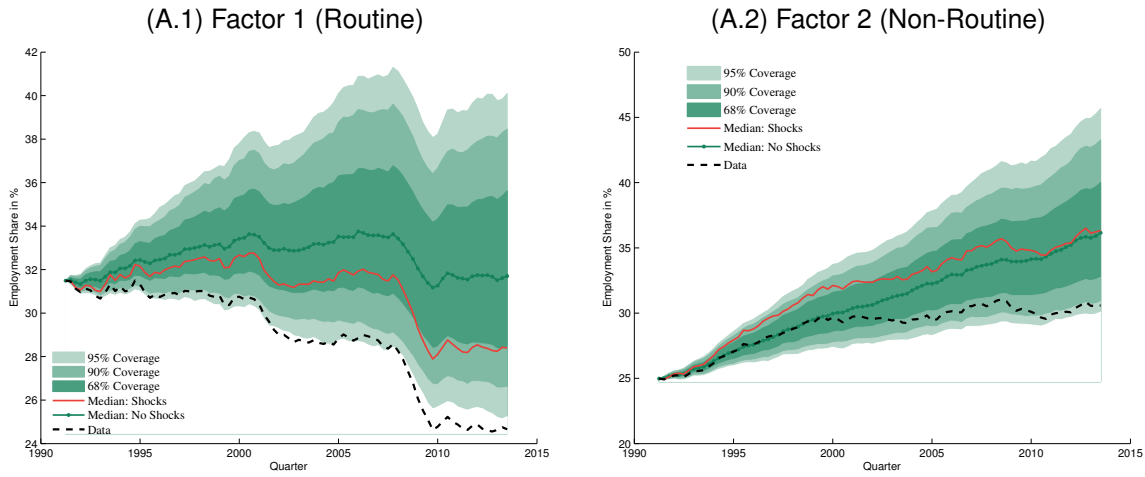 (A.1) Factor 1 (Routine)
42
40
38
36
34
32
30
28
26
24
Employment Share in %
95% Coverage
90% Coverage
68% Coverage
Median: Shocks
Median: No Shocks
Data
1990 1995 2000 2005 2010 2015
Quarter
(A.2) Factor 2 (Non-Routine)
50
45
40
35
30
25
20
Employment Share in %
95% Coverage
90% Coverage
68% Coverage
Median: Shocks
Median: No Shocks
Data
1990 1995 2000 2005 2010 2015
Quarter